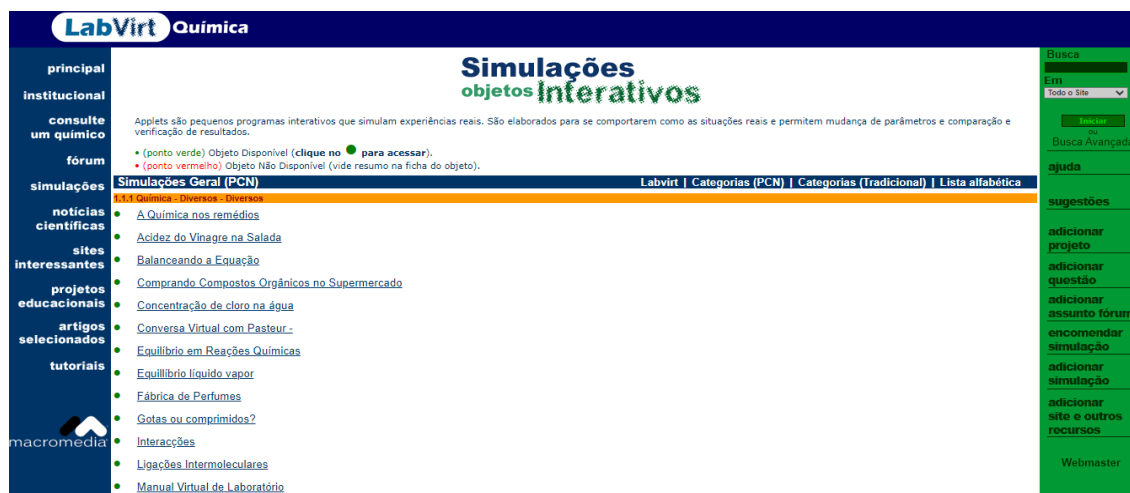 LabVirt Química
principal
institucional
consulte
um químico
fórum
simulações
notícias
científicas
sites
interessantes
projetos
educacionais
artigos
selecionados
tutoriais
macromedia
Simulações
objetos Interativos
Applets são pequenos programas interativos que simulam experiências reais. São elaborados para se comportarem como as situações reais e permitem mudança de parâmetros e comparação e
verificação de resultados.
• (ponto verde) Objeto Disponível (clique no ● para acessar).
• (ponto vermelho) Objeto Não Disponível (vide resumo na ficha do objeto).
Simulações Geral (PCN) Labvirt | Categorias (PCN) | Categorias (Tradicional) | Lista alfabética
1.1.1 Química - Diversos - Diversos
● A Química nos remédios
● Acidez do Vinagre na Salada
● Balanceando a Equação
● Comprando Compostos Orgânicos no Supermercado
● Concentração de cloro na água
● Conversa Virtual com Pasteur -
● Equilíbrio em Reações Químicas
● Equillíbrio líquido vapor
● Fábrica de Perfumes
● Gotas ou comprimidos?
● Interacções
● Ligações Intermoleculares
● Manual Virtual de Laboratório
Busca
Em
Todo o Site
Iniciar
ou
Busca Avançada
ajuda
sugestões
adicionar
projeto
adicionar
questão
adicionar
assunto fórum
encomendar
simulação
adicionar
simulação
adicionar
site e outros
recursos
Webmaster